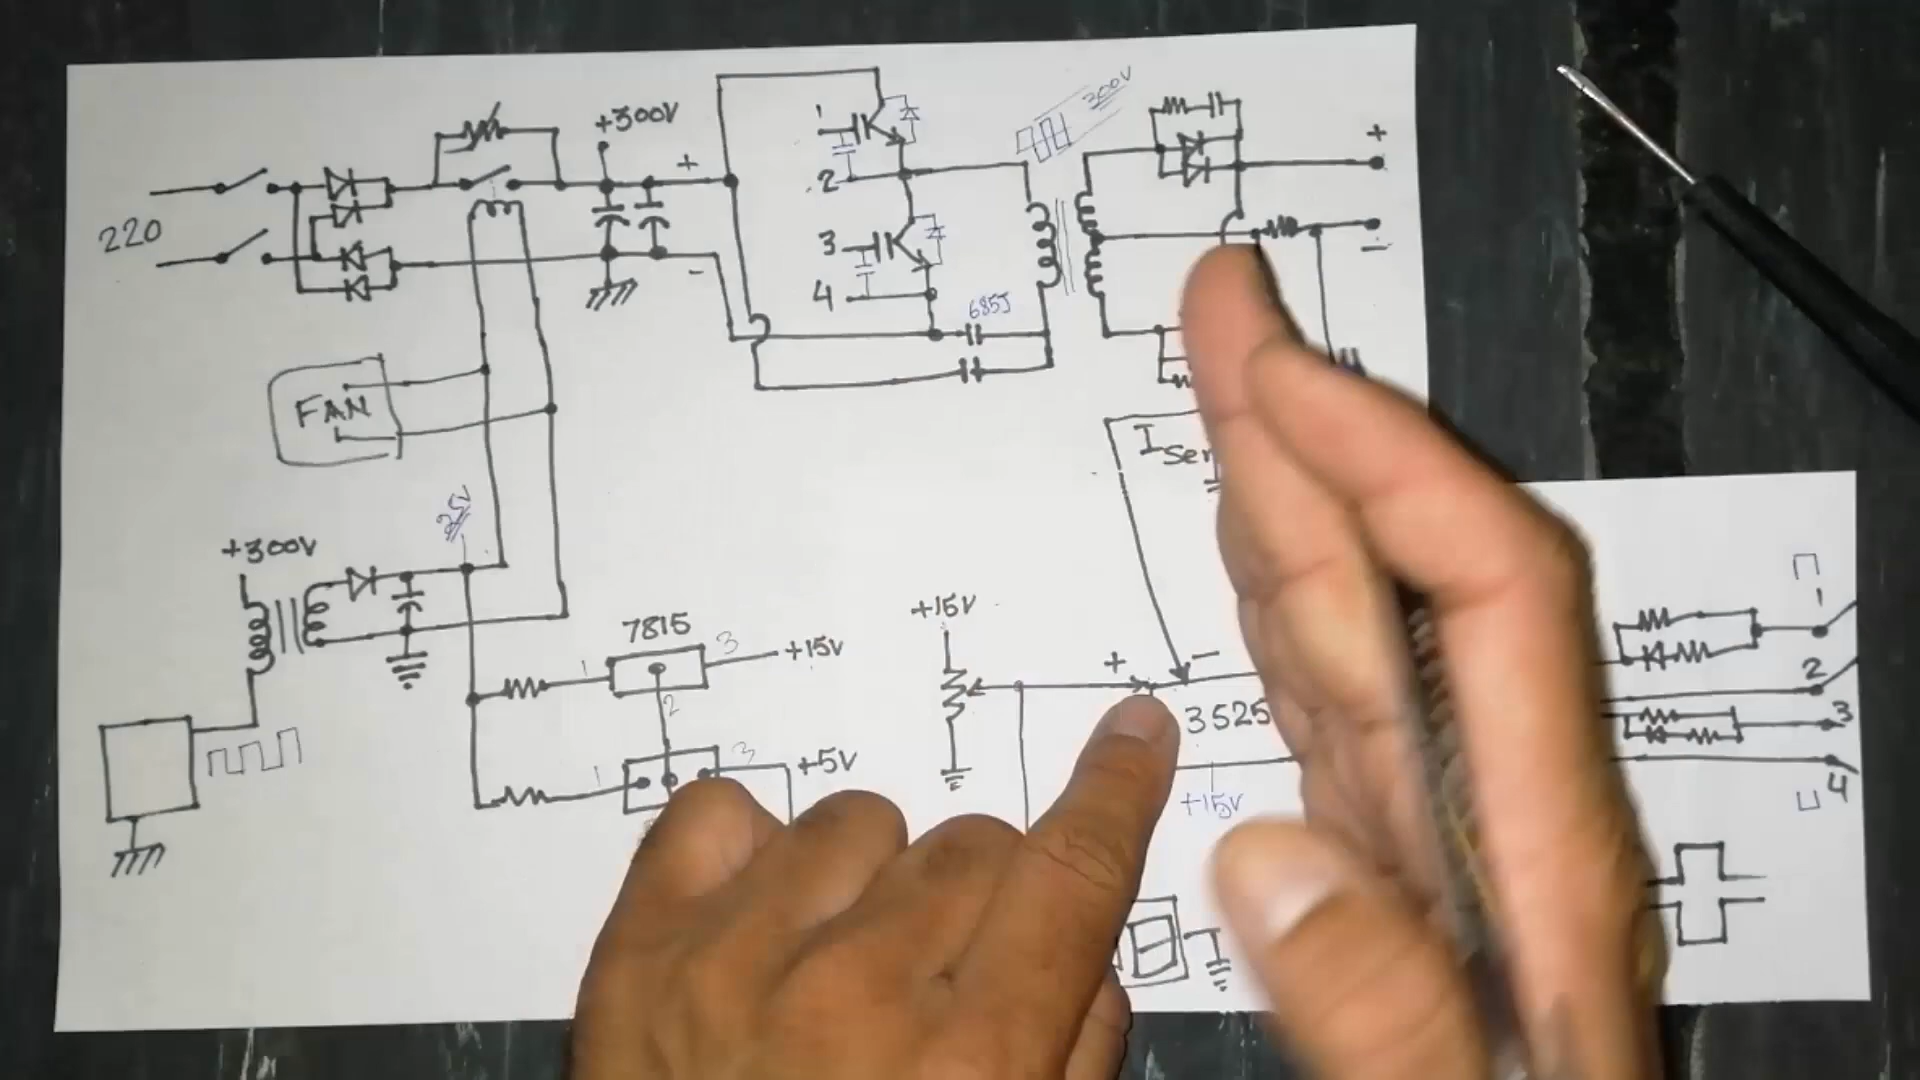 +300V
300V
+
+
1
220
.2
-
3
4
-
685J
FAN
I
25V
+300V
+15V
7815
1
3
+15V
2
+
-
3525
1
3
+5V
+15V
1
2
3
4